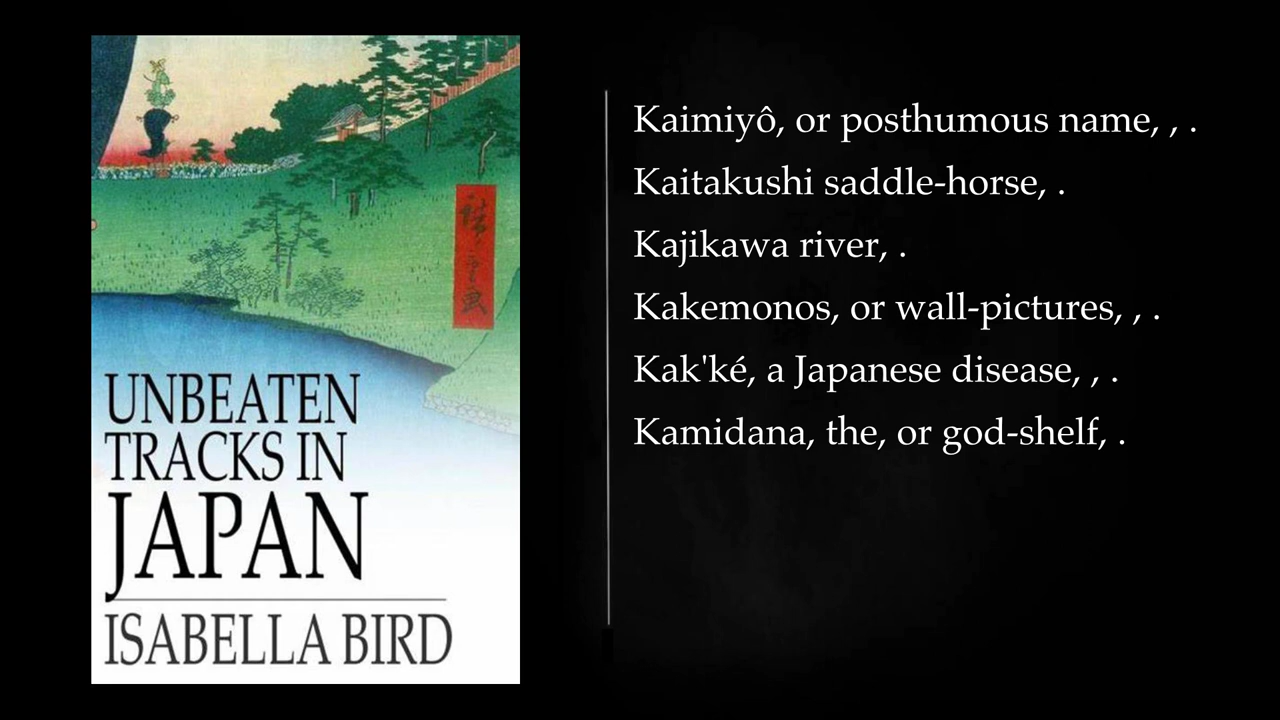 UNBEATEN
TRACKS IN
JAPAN
ISABELLA BIRD
Kaimiyô, or posthumous name, , .
Kaitakushi saddle-horse, .
Kajikawa river, .
Kakemonos, or wall-pictures, , .
Kak'ké, a Japanese disease, , .
Kamidana, the, or god-shelf, .